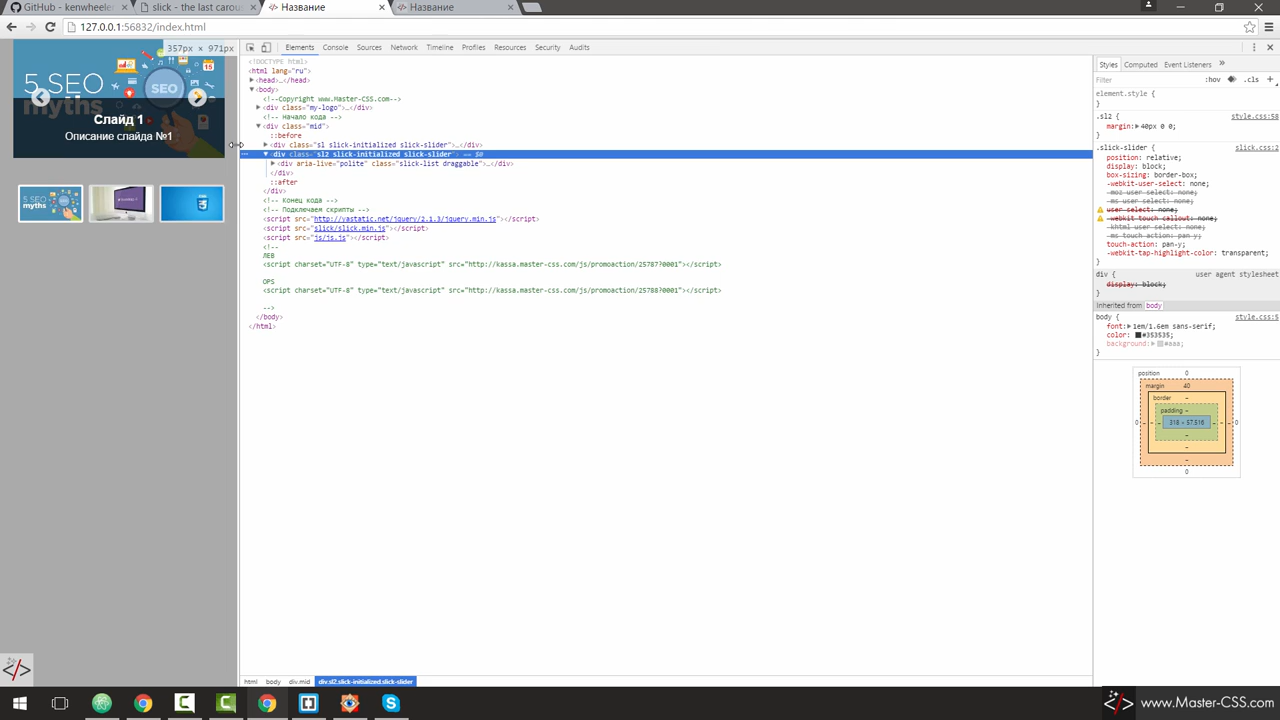 GitHub - kenwheeler
slick - the last carous
Название
Название
127.0.0.1:56832/index.html
357px × 971px
5 SEO
myths
SEO
15
Слайд 1
Описание слайда №1
5 SEO
myths
Elements Console Sources Network Timeline Profiles Resources Security Audits
<!DOCTYPE html>
<html lang="ru">
<head>…</head>
<body>
<!--Copyright www.Master-CSS.com-->
<div class="my-logo">…</div>
<!-- Начало кода -->
<div class="mid">
::before
<div class="sl slick-initialized slick-slider">…</div>
<div class="sl2 slick-initialized slick-slider"> == $0
<div aria-live="polite" class="slick-list draggable">…</div>
</div>
::after
</div>
<!-- Конец кода -->
<!-- Подключаем скрипты -->
<script src="http://yastatic.net/jquery/2.1.3/jquery.min.js"></script>
<script src="slick/slick.min.js"></script>
<script src="js/js.js"></script>
<!--
ЛЕВ
<script charset="UTF-8" type="text/javascript" src="http://kassa.master-css.com/js/promoaction/25787?0001"></script>
OPS
<script charset="UTF-8" type="text/javascript" src="http://kassa.master-css.com/js/promoaction/25788?0001"></script>
-->
</body>
</html>
html body div.mid div.sl2.slick-initialized.slick-slider
Styles Computed Event Listeners »
Filter :hov .cls +
element.style {
}
.sl2 { style.css:58
margin: 40px 0 0;
}
.slick-slider { slick.css:2
position: relative;
display: block;
box-sizing: border-box;
-webkit-user-select: none;
-moz-user-select: none;
-ms-user-select: none;
user-select: none;
-webkit-touch-callout: none;
-khtml-user-select: none;
-ms-touch-action: pan-y;
touch-action: pan-y;
-webkit-tap-highlight-color: transparent;
}
div { user agent stylesheet
display: block;
}
Inherited from body
body { style.css:5
font: 1em/1.6em sans-serif;
color: #353535;
background: #aaa;
}
position 0
margin 40
border –
padding –
0 – – 318 × 57.516 – – 0
–
–
–
0
www.Master-CSS.com